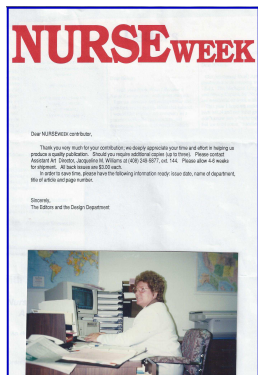 NURSEWEEK
Dear NURSEWEEK contributor,
Thank you very much for your contribution; we deeply appreciate your time and effort in helping us
produce a quality publication. Should you require additional copies (up to three). Please contact
Assistant Art Director, Jacqueline M. Williams at (408) 249-5877, ext. 144. Please allow 4-6 weeks
for shipment. All back issues are $3.00 each.
In order to save time, please have the following information ready: issue date, name of department,
title of article and page number.
Sincerely,
The Editors and the Design Department